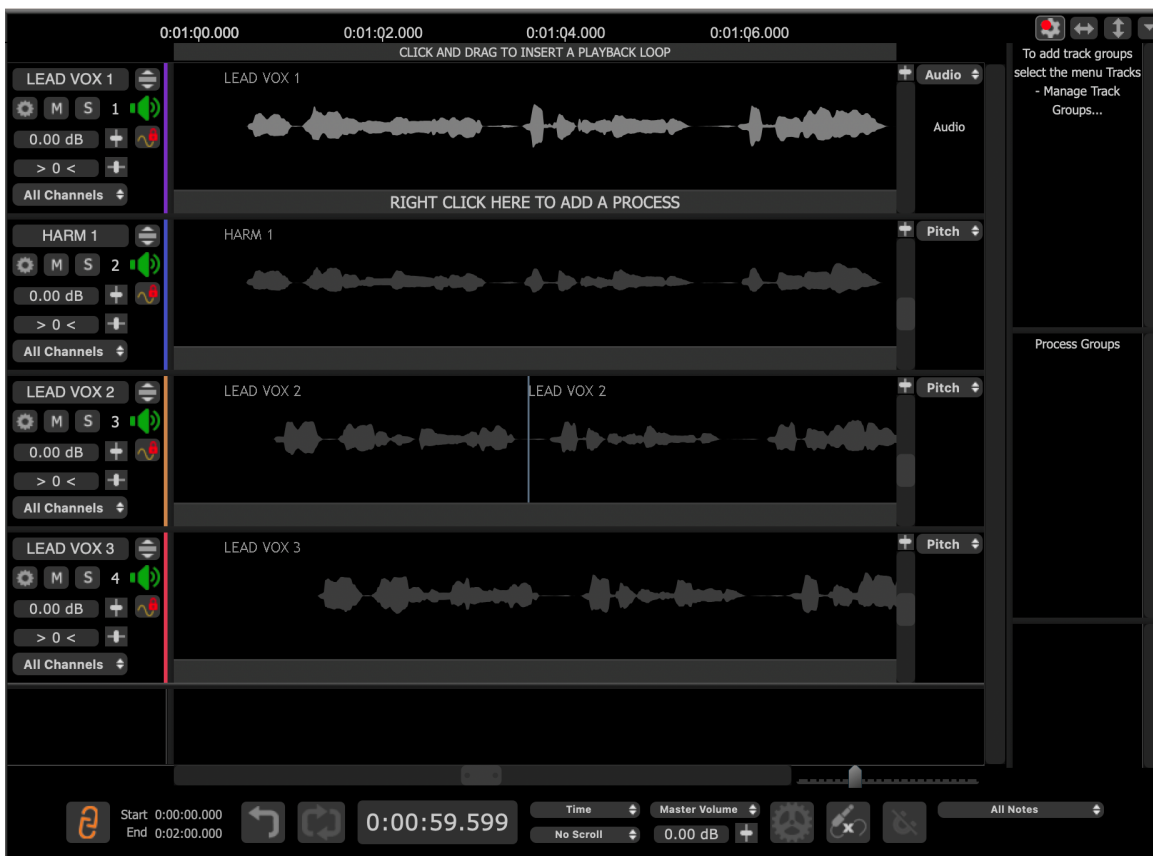 0:01:00.000 0:01:02.000 0:01:04.000 0:01:06.000
CLICK AND DRAG TO INSERT A PLAYBACK LOOP
To add track groups
select the menu Tracks
- Manage Track
Groups...
LEAD VOX 1
M S 1
0.00 dB
> 0 <
All Channels
LEAD VOX 1
RIGHT CLICK HERE TO ADD A PROCESS
Audio
Audio
HARM 1
M S 2
0.00 dB
> 0 <
All Channels
HARM 1
Pitch
Process Groups
LEAD VOX 2
M S 3
0.00 dB
> 0 <
All Channels
LEAD VOX 2
LEAD VOX 2
Pitch
LEAD VOX 3
M S 4
0.00 dB
> 0 <
All Channels
LEAD VOX 3
Pitch
Start 0:00:00.000
End 0:02:00.000
0:00:59.599
Time
No Scroll
Master Volume
0.00 dB
x
All Notes